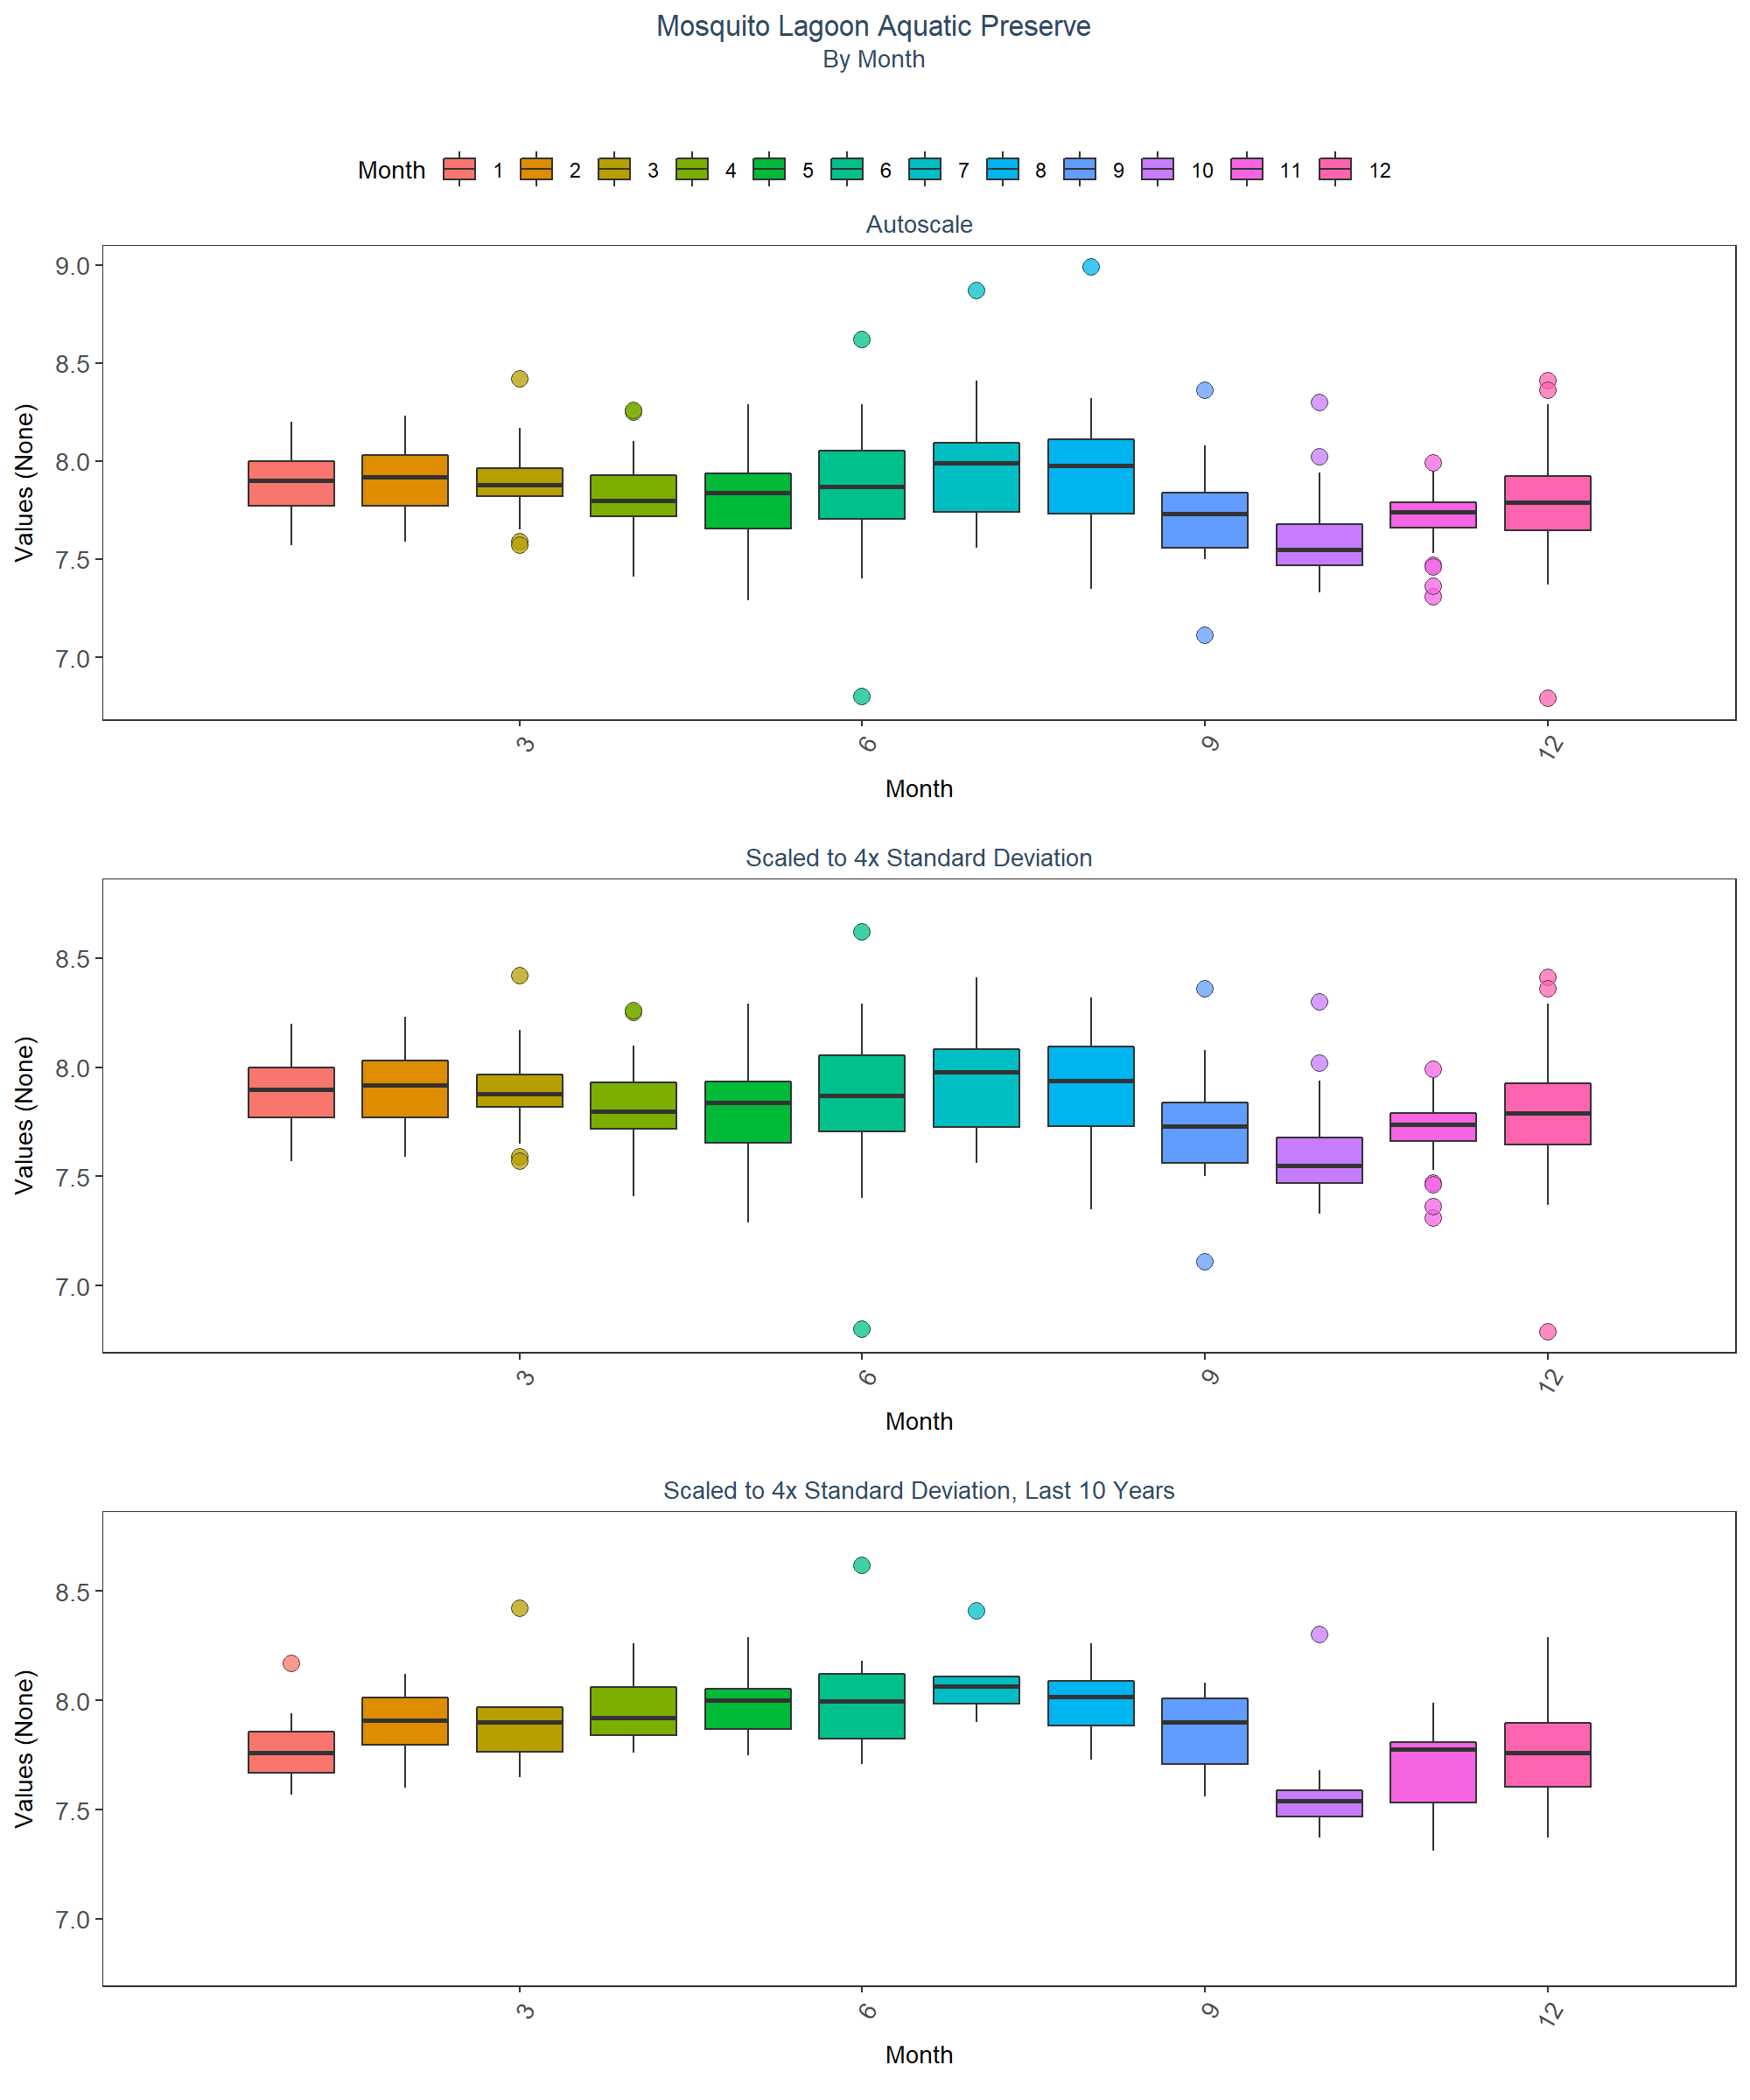 Mosquito Lagoon Aquatic Preserve
By Month
Month 1 2 3 4 5 6 7 8 9 10 11 12
Autoscale
Values (None)
9.0
8.5
8.0
7.5
7.0
3 6 9 12
Month
Scaled to 4x Standard Deviation
Values (None)
8.5
8.0
7.5
7.0
3 6 9 12
Month
Scaled to 4x Standard Deviation, Last 10 Years
Values (None)
8.5
8.0
7.5
7.0
3 6 9 12
Month